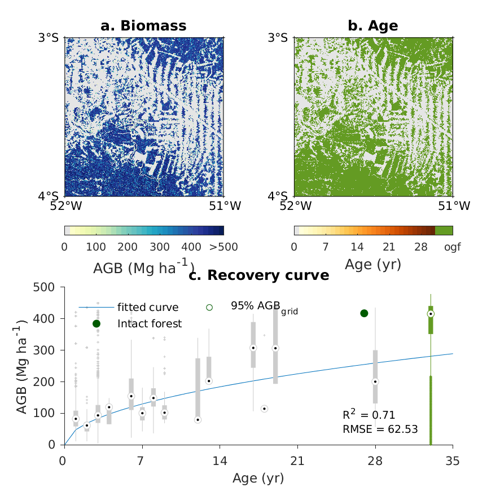 a. Biomass
b. Age
3°S
3°S
4°S
4°S
52°W
51°W
52°W
51°W
0 100 200 300 400 >500
0 7 14 21 28 ogf
AGB (Mg ha-1)
Age (yr)
c. Recovery curve
500
400
300
200
100
0
AGB (Mg ha-1)
fitted curve
95% AGBgrid
Intact forest
R2 = 0.71
RMSE = 62.53
0 7 14 21 28 35
Age (yr)